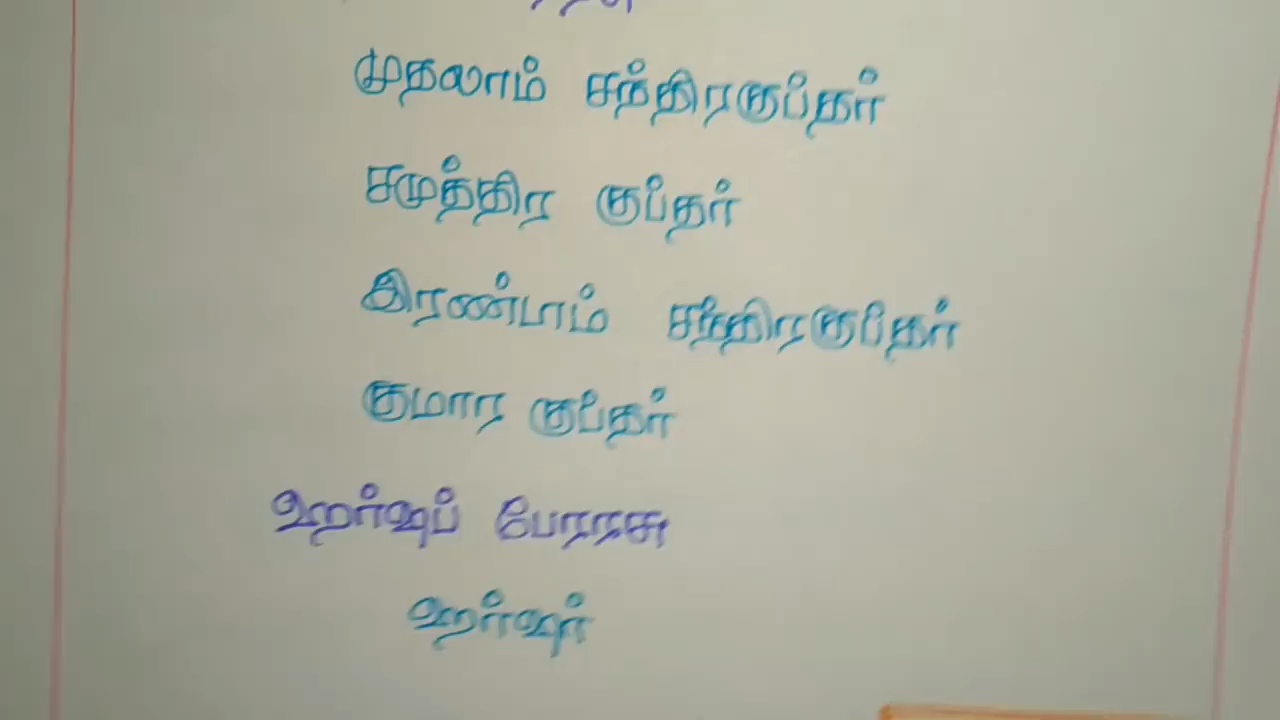 முதலாம் சந்திரகுப்தர்
சமுத்திர குப்தர்
இரண்டாம் சந்திரகுப்தர்
குமார குப்தர்
ஹர்ஷப் பேரரசு
ஹர்ஷர்